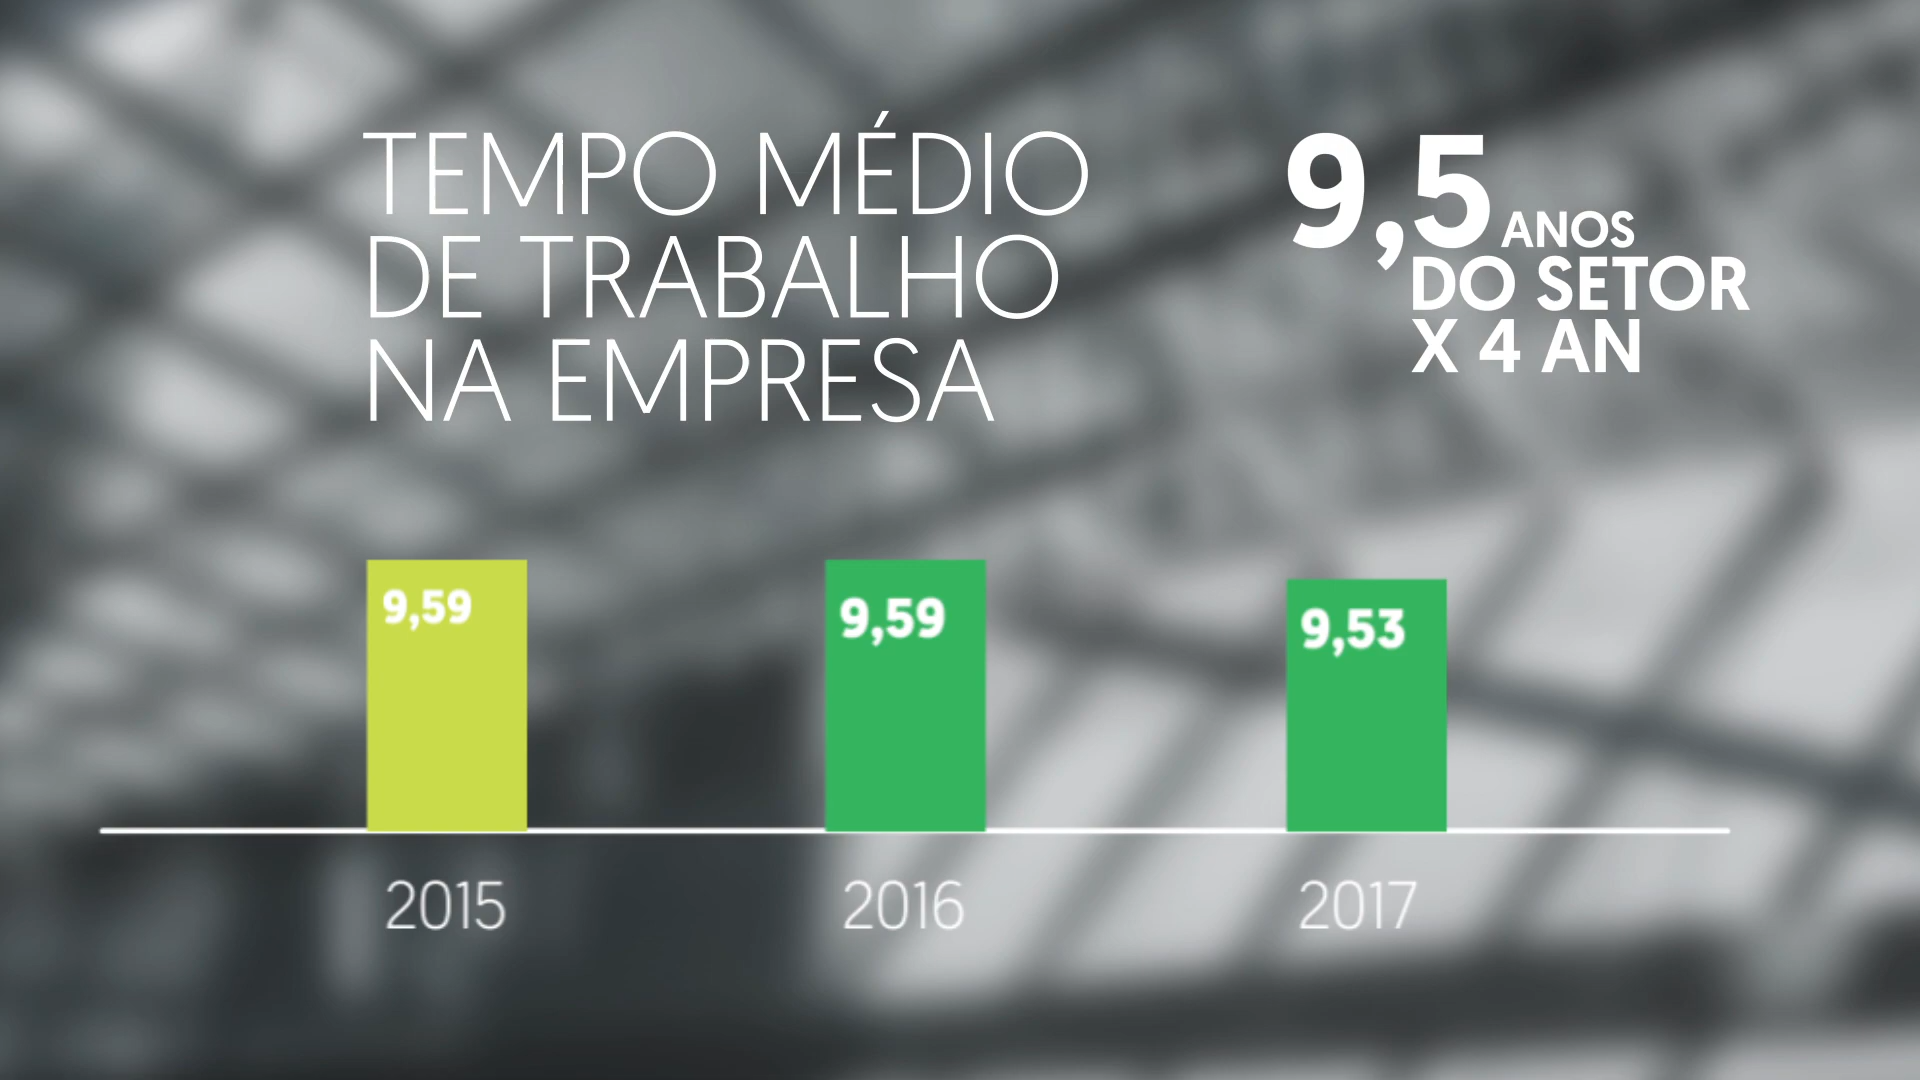 TEMPO MÉDIO
DE TRABALHO
NA EMPRESA
9,5 ANOS
DO SETOR
X 4 AN
9,59
9,59
9,53
2015
2016
2017